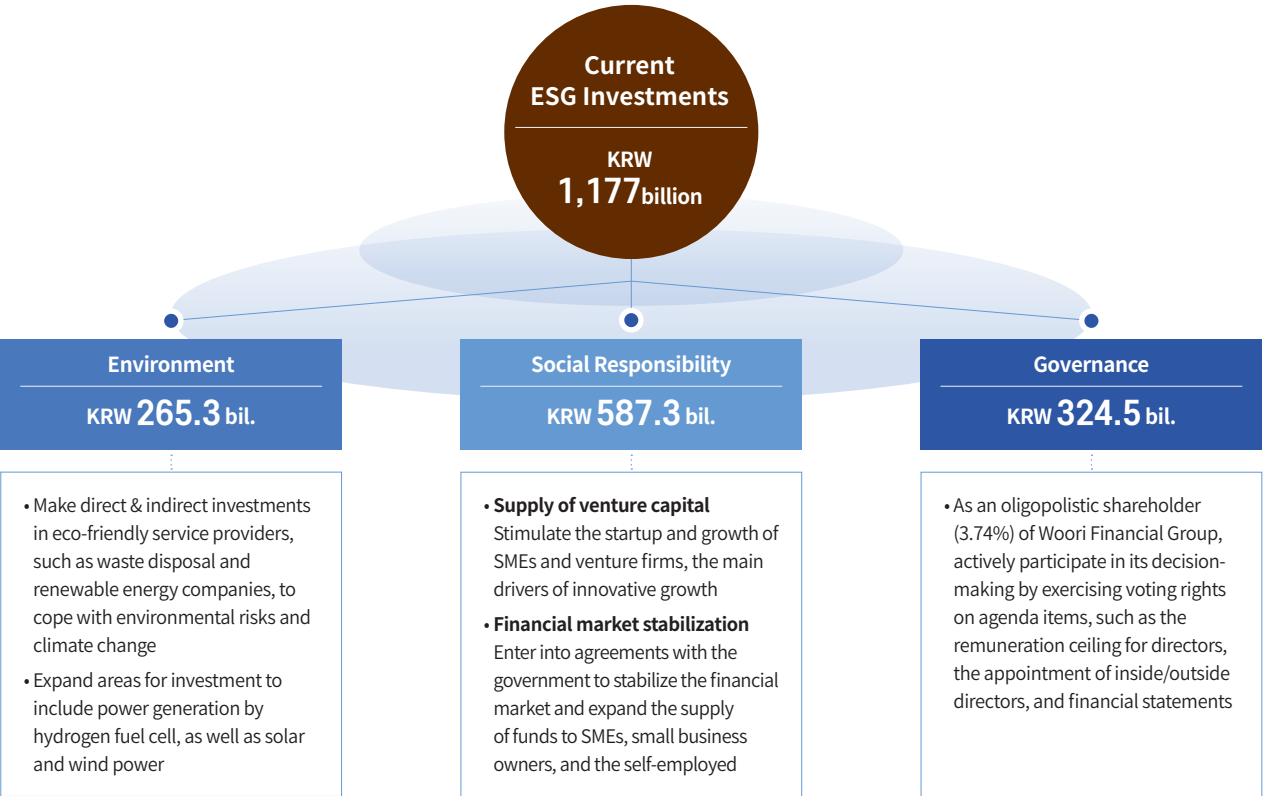 Current
ESG Investments
KRW
1,177billion
Environment
KRW 265.3 bil.
• Make direct & indirect investments
in eco-friendly service providers,
such as waste disposal and
renewable energy companies, to
cope with environmental risks and
climate change
• Expand areas for investment to
include power generation by
hydrogen fuel cell, as well as solar
and wind power
Social Responsibility
KRW 587.3 bil.
• Supply of venture capital
Stimulate the startup and growth of
SMEs and venture firms, the main
drivers of innovative growth
• Financial market stabilization
Enter into agreements with the
government to stabilize the financial
market and expand the supply
of funds to SMEs, small business
owners, and the self-employed
Governance
KRW 324.5 bil.
• As an oligopolistic shareholder
(3.74%) of Woori Financial Group,
actively participate in its decision-
making by exercising voting rights
on agenda items, such as the
remuneration ceiling for directors,
the appointment of inside/outside
directors, and financial statements